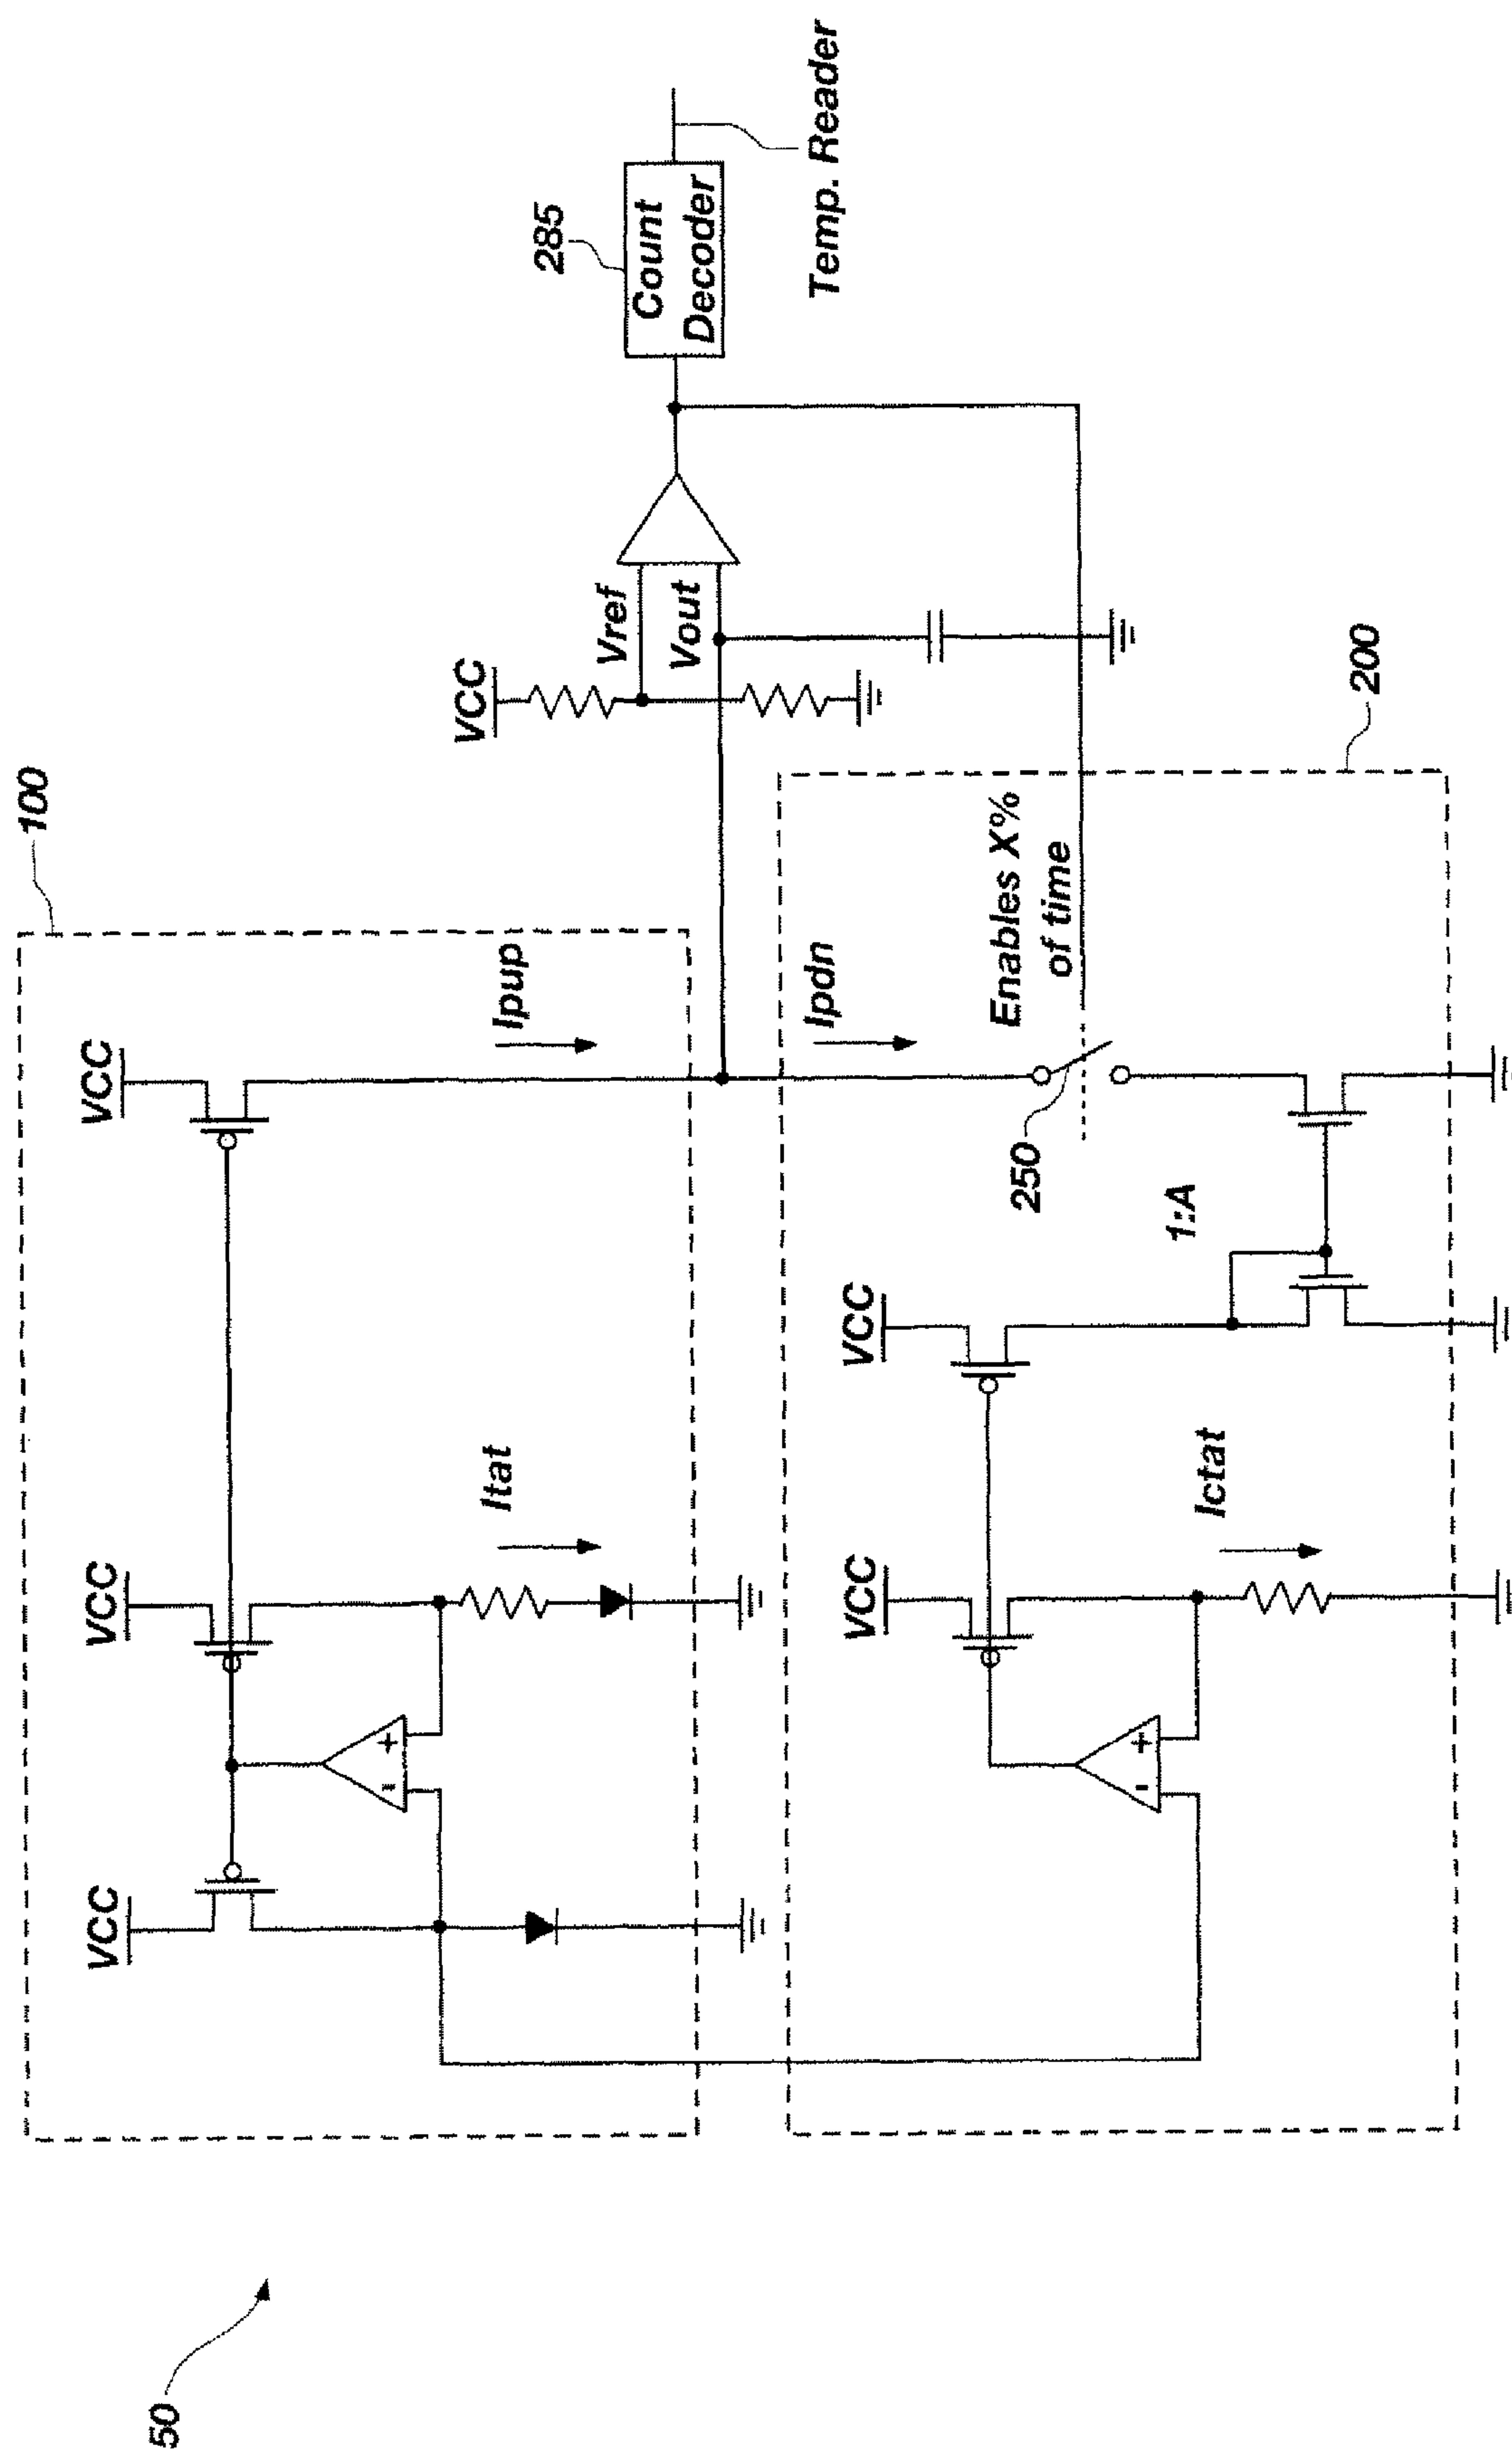 50
100
VCC
VCC
VCC
Itat
Ipup
VCC
Vref
Vout
285
Count
Decoder
Temp. Reader
VCC
VCC
Ictat
1:A
250
Ipdn
Enables X%
of time
200
+
-
+
-